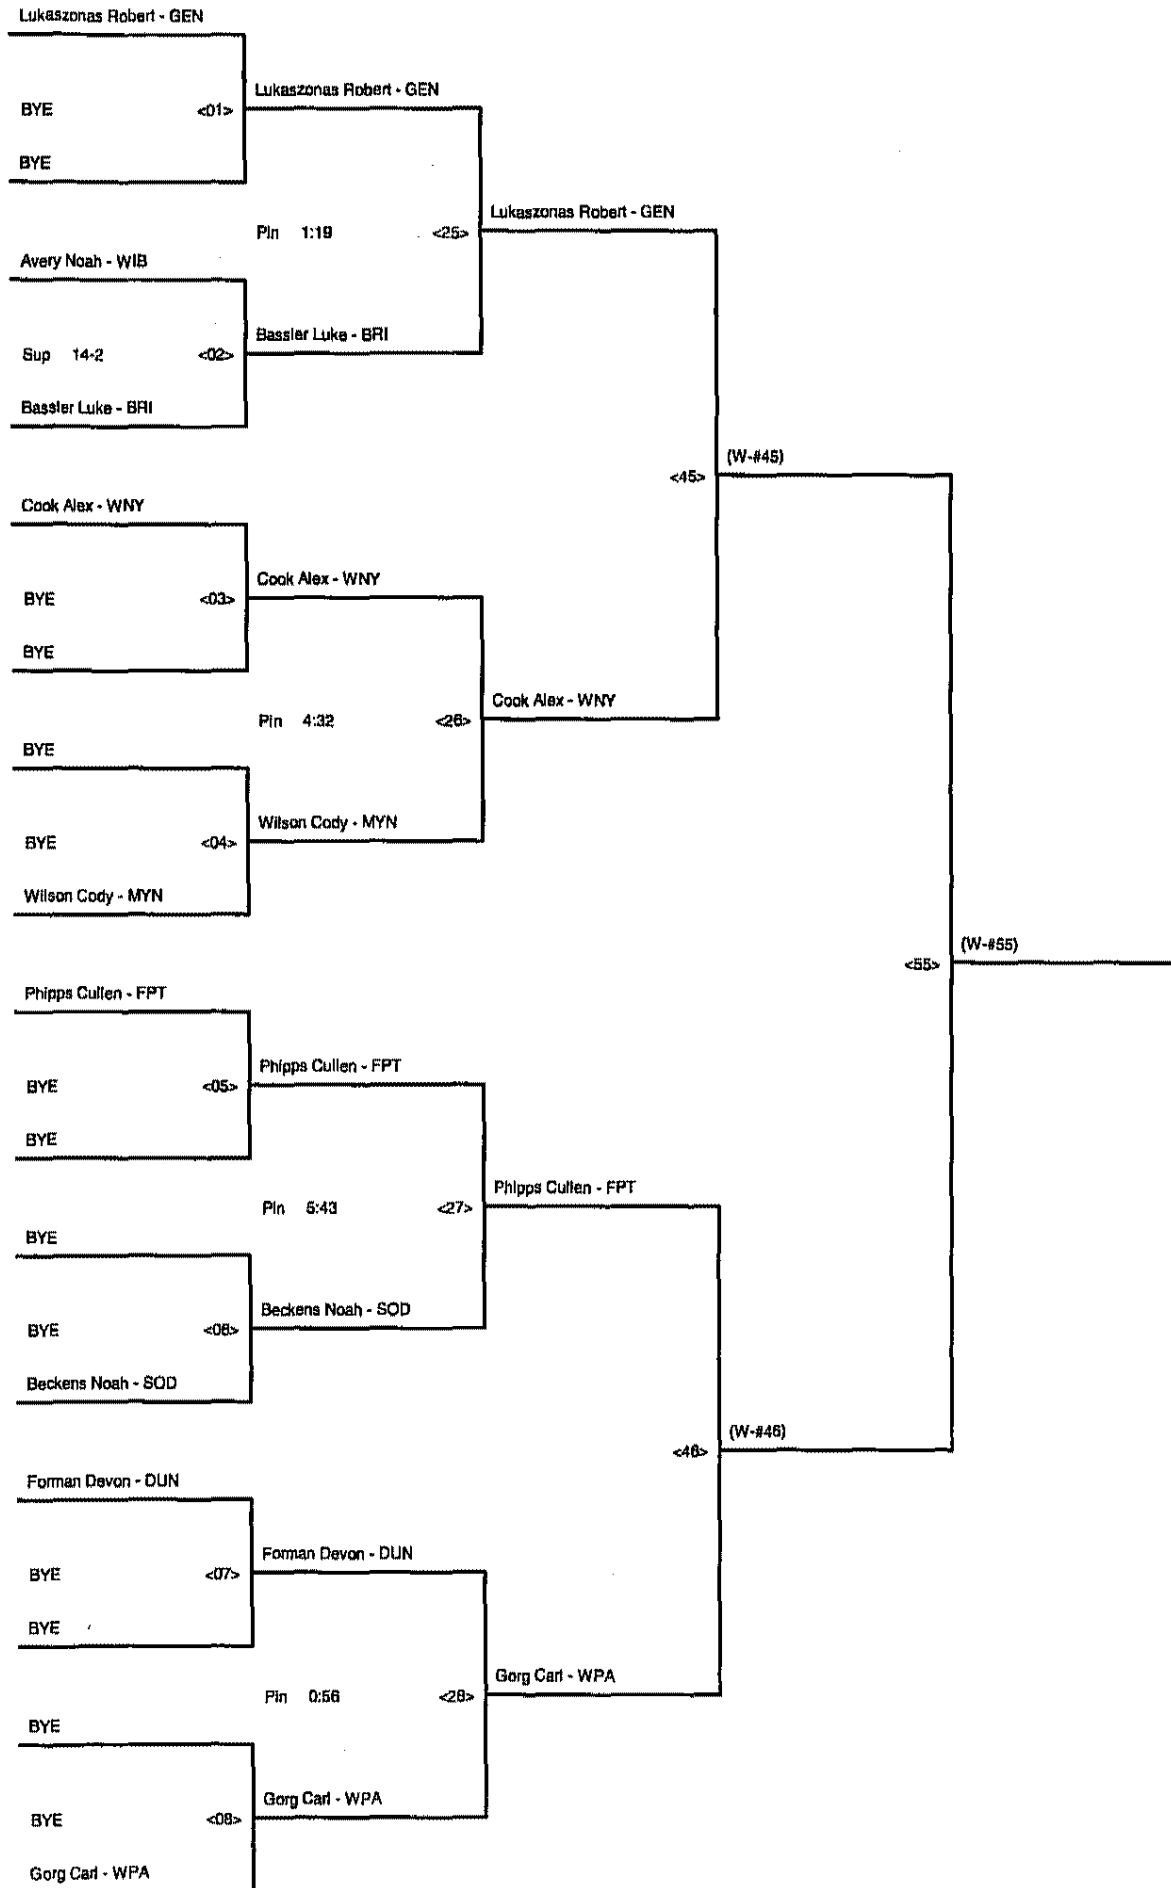 Lukaszonas Robert - GEN
Lukaszonas Robert - GEN
BYE <01>
BYE
Lukaszonas Robert - GEN
Pin 1:19 <25>
Avery Noah - WIB
Bassler Luke - BRI
Sup 14-2 <02>
Bassler Luke - BRI
(W-#45)
<45>
Cook Alex - WNY
Cook Alex - WNY
BYE <03>
BYE
Cook Alex - WNY
Pin 4:32 <26>
BYE
Wilson Cody - MYN
BYE <04>
Wilson Cody - MYN
(W-#55)
<55>
Phipps Cullen - FPT
Phipps Cullen - FPT
BYE <05>
BYE
Phipps Cullen - FPT
Pin 5:43 <27>
BYE
Beckens Noah - SOD
BYE <06>
Beckens Noah - SOD
(W-#46)
<46>
Forman Devon - DUN
Forman Devon - DUN
BYE <07>
BYE
Gorg Carl - WPA
Pin 0:56 <28>
BYE
Gorg Carl - WPA
BYE <08>
Gorg Carl - WPA